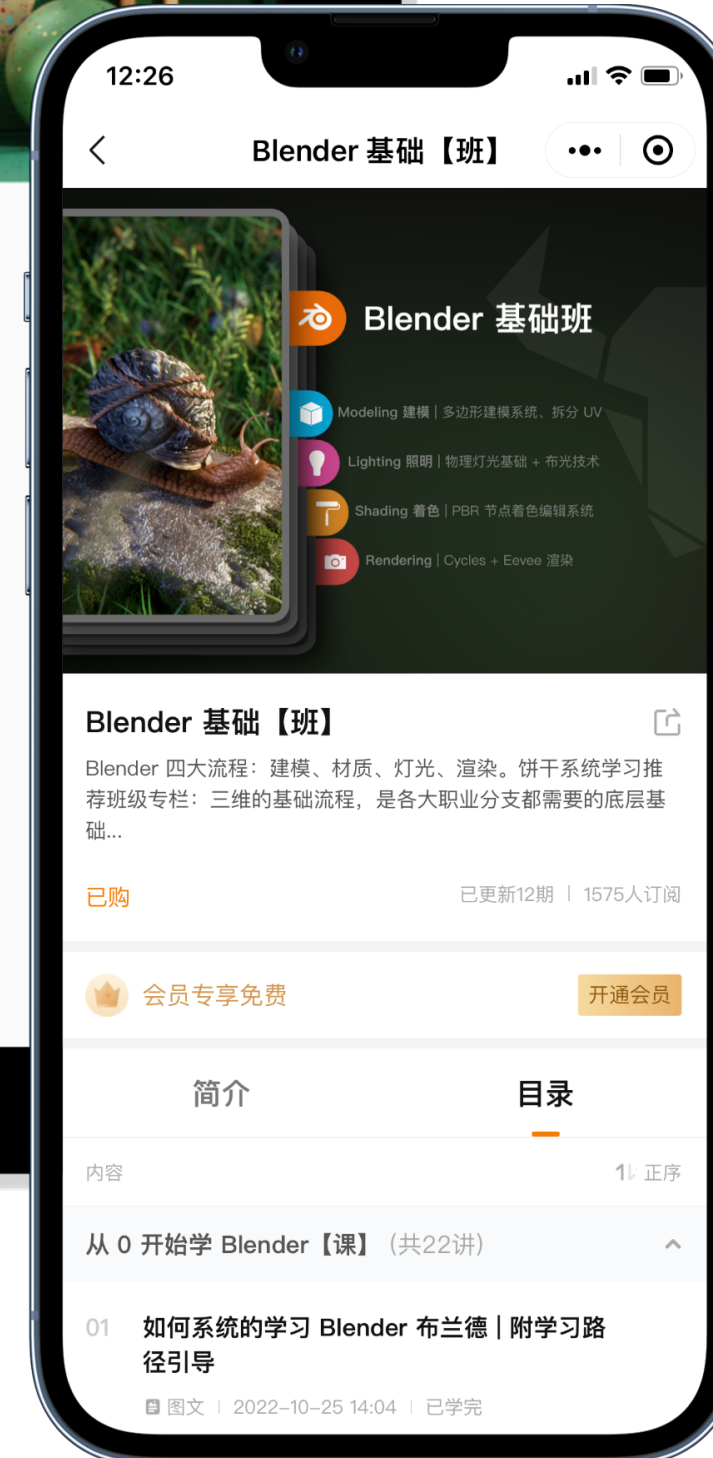 12:26
Blender 基础【班】
Blender 基础班
Modeling 建模 | 多边形建模系统、拆分 UV
Lighting 照明 | 物理灯光基础 + 布光技术
Shading 着色 | PBR 节点着色编辑系统
Rendering | Cycles + Eevee 渲染
Blender 基础【班】
Blender 四大流程：建模、材质、灯光、渲染。饼干系统学习推
荐班级专栏：三维的基础流程，是各大职业分支都需要的底层基
础...
已购 已更新12期 | 1575人订阅
会员专享免费 开通会员
简介 目录
内容 正序
从 0 开始学 Blender【课】（共22讲）
01 如何系统的学习 Blender 布兰德 | 附学习路
径引导
图文 | 2022-10-25 14:04 | 已学完